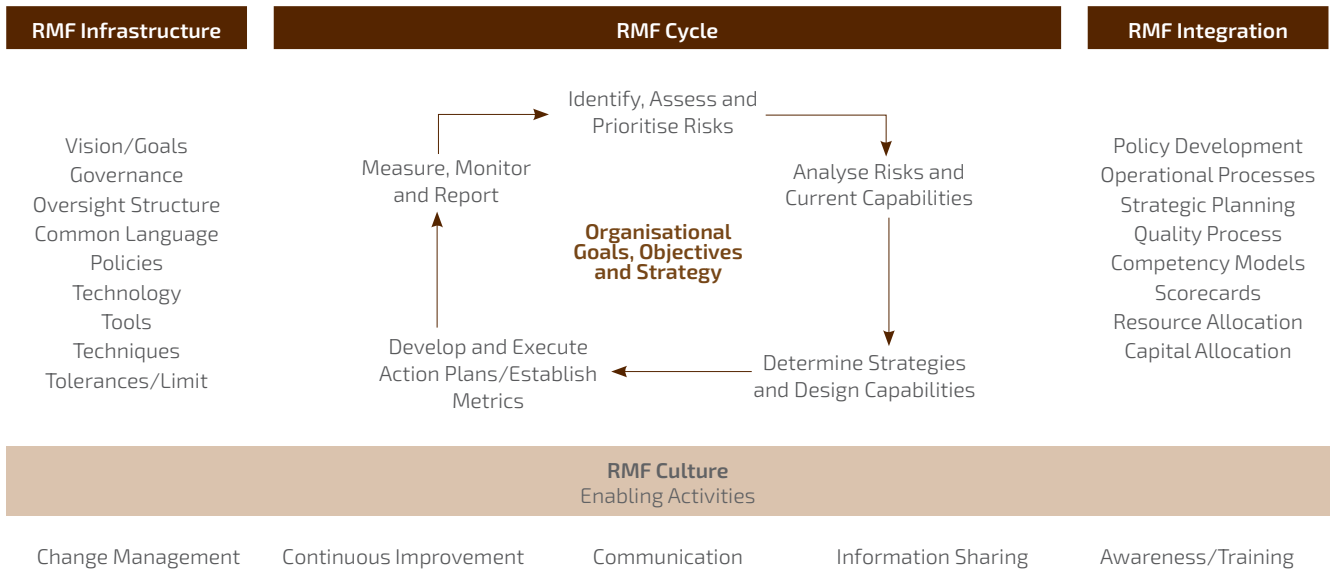 RMF Infrastructure
Vision/Goals
Governance
Oversight Structure
Common Language
Policies
Technology
Tools
Techniques
Tolerances/Limit
RMF Cycle
Identify, Assess and
Prioritise Risks
Analyse Risks and
Current Capabilities
Determine Strategies
and Design Capabilities
Develop and Execute
Action Plans/Establish
Metrics
Measure, Monitor
and Report
Organisational
Goals, Objectives
and Strategy
RMF Integration
Policy Development
Operational Processes
Strategic Planning
Quality Process
Competency Models
Scorecards
Resource Allocation
Capital Allocation
RMF Culture
Enabling Activities
Change Management
Continuous Improvement
Communication
Information Sharing
Awareness/Training